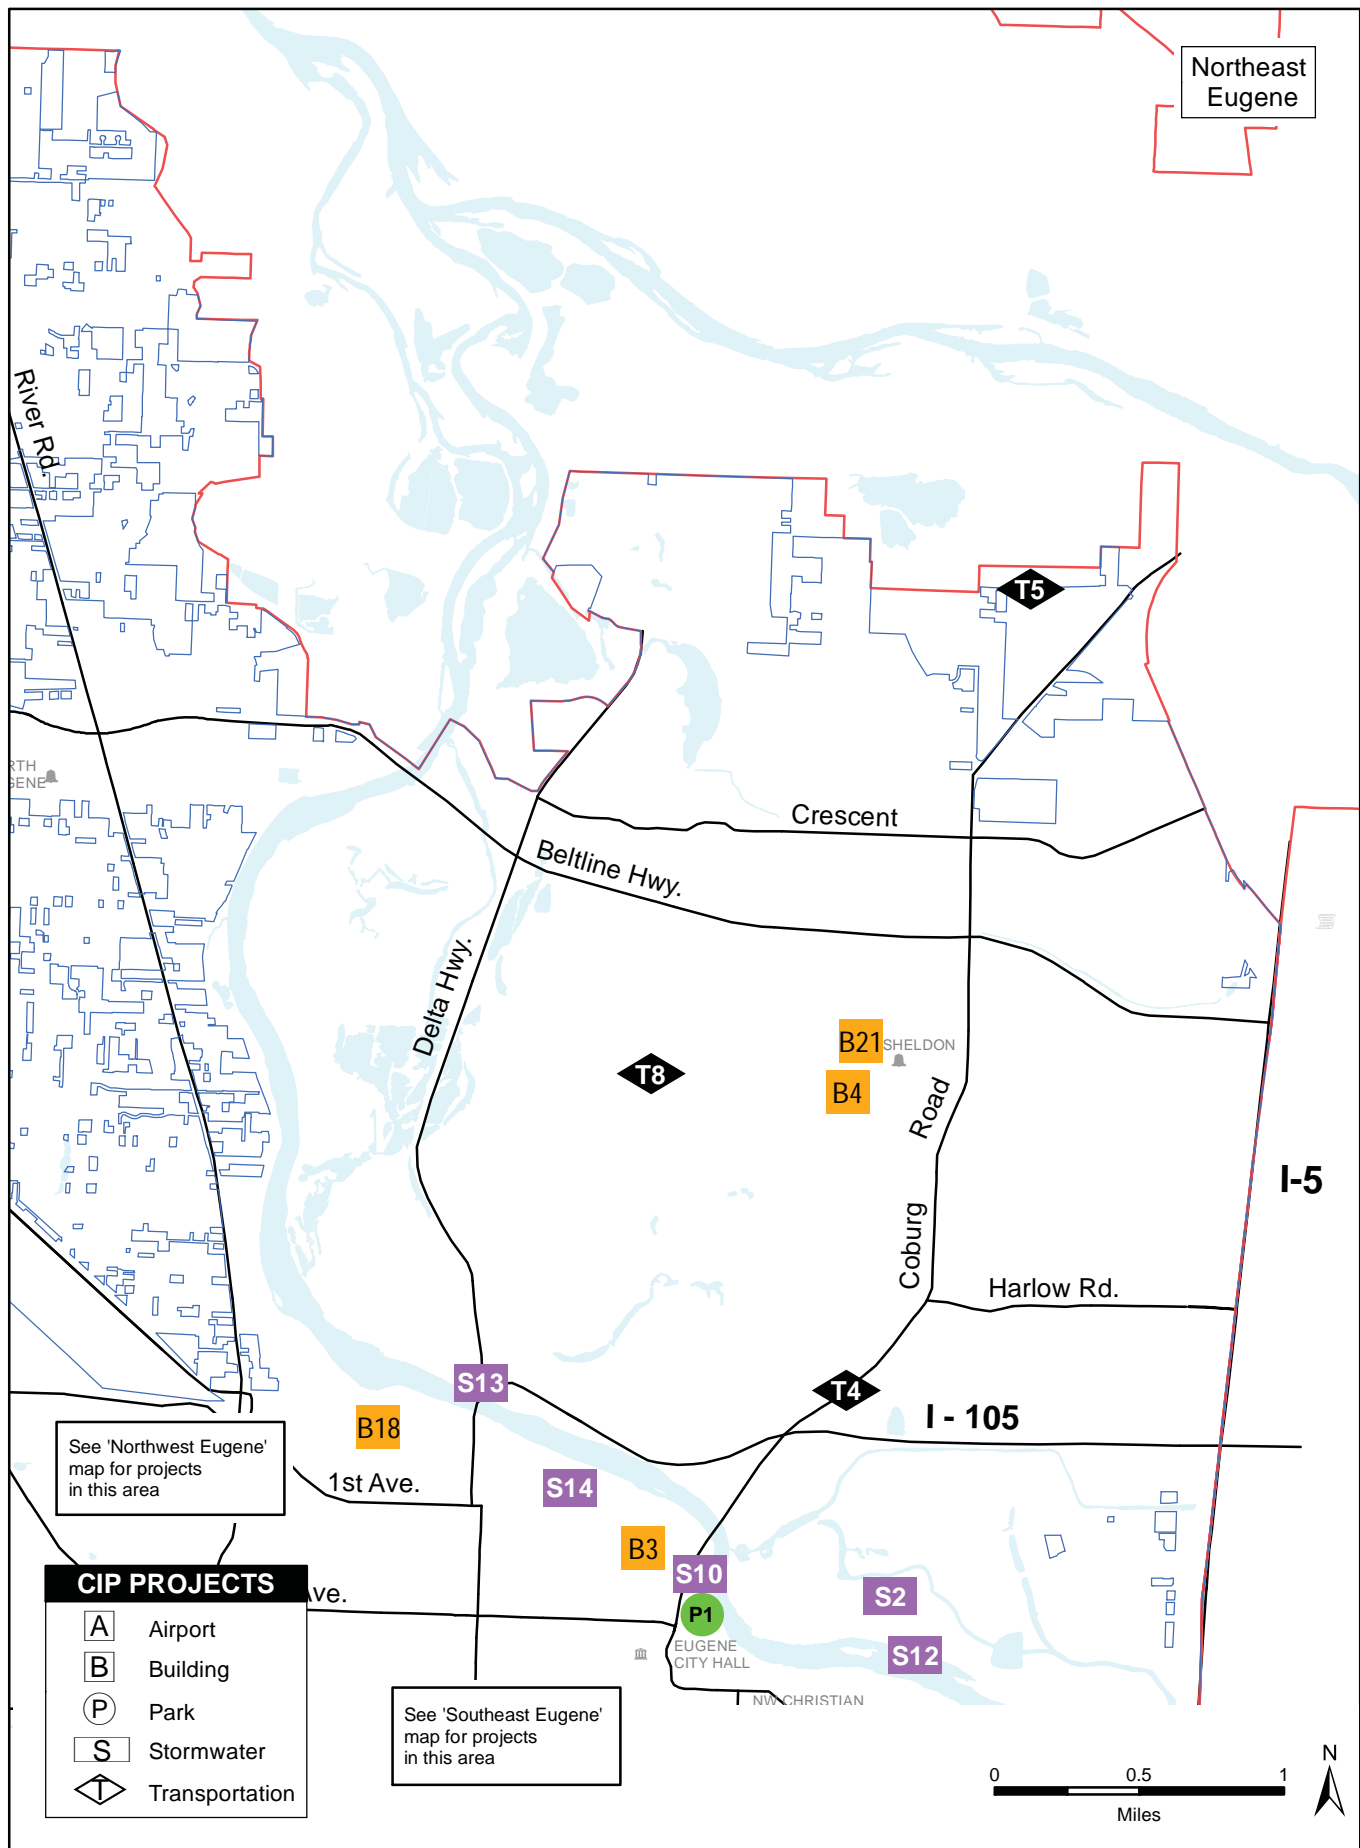 Northeast
Eugene
River Rd.
T5
RTH
GENE
Crescent
Beltline Hwy.
Delta Hwy.
B21
SHELDON
T8
B4
Road
I-5
Coburg
Harlow Rd.
S13
T4
I - 105
B18
See 'Northwest Eugene'
map for projects
in this area
1st Ave.
S14
B3
S10
S2
P1
EUGENE
CITY HALL
S12
NW CHRISTIAN
CIP PROJECTS
Ave.
A Airport
B Building
P Park
S Stormwater
T Transportation
See 'Southeast Eugene'
map for projects
in this area
0 0.5 1
Miles
N